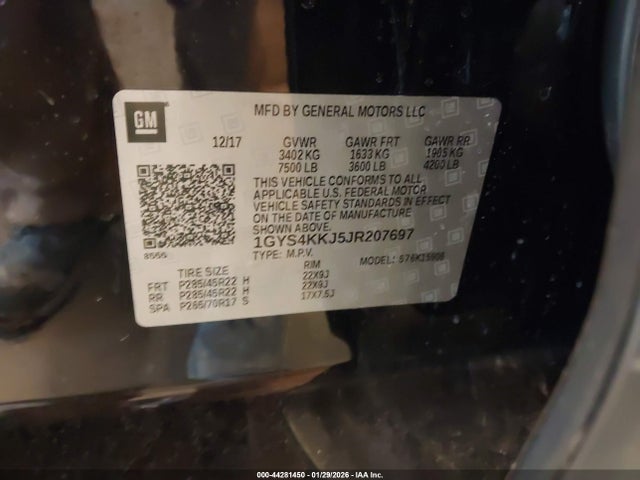 GM
MFD BY GENERAL MOTORS LLC
12/17 GVWR GAWR FRT GAWR RR
3402 KG 1633 KG 1905 KG
7500 LB 3600 LB 4200 LB
THIS VEHICLE CONFORMS TO ALL
APPLICABLE U.S. FEDERAL MOTOR
VEHICLE SAFETY STANDARDS IN EFFECT
ON THE DATE OF MANUFACTURE
SHOWN ABOVE.
1GYS4KKJ5JR207697
TYPE: M.P.V. MODEL:
TIRE SIZE RIM
FRT P285/45R22 H 22X9J
RR P285/45R22 H 22X9J
SPA P265/70R17 S 17X7.5J
000-44281450 - 01/29/2026 - IAA Inc.